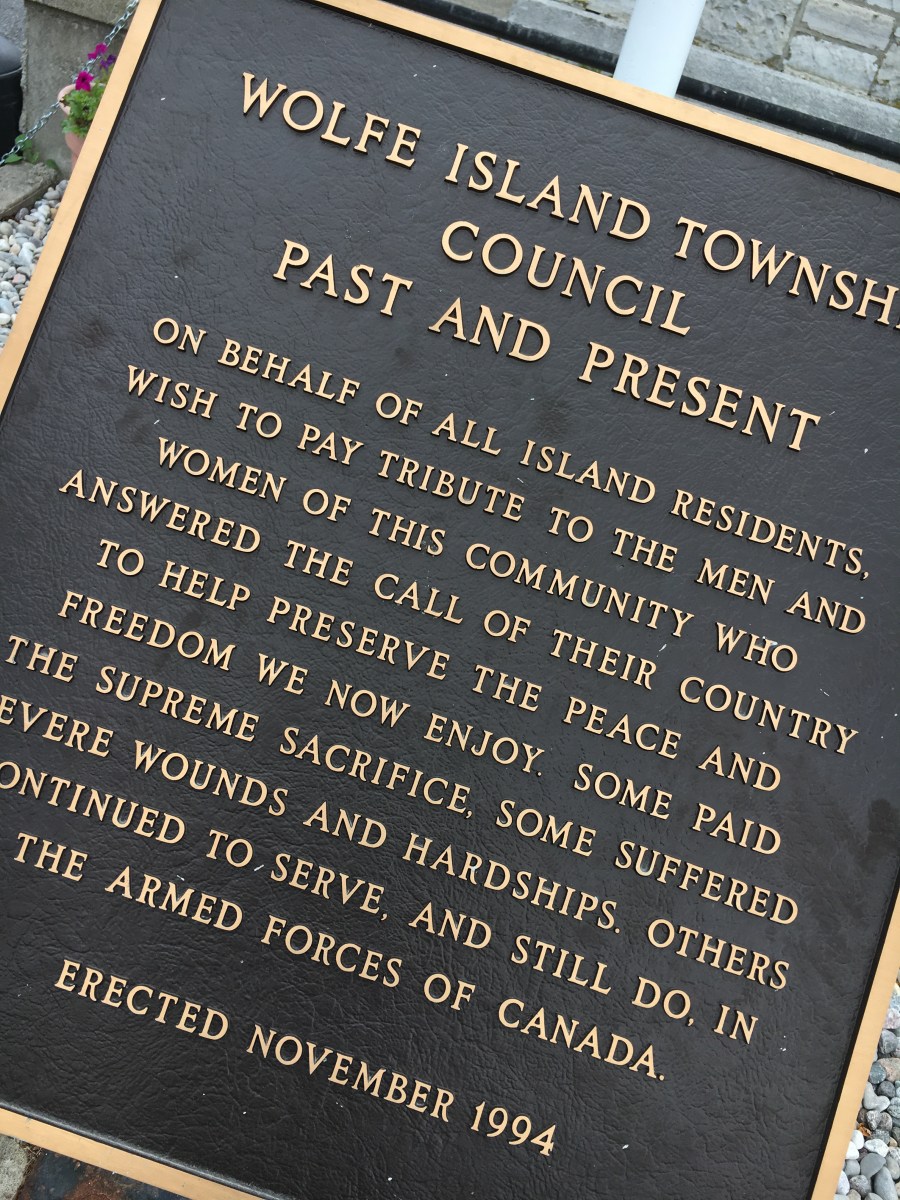 WOLFE ISLAND TOWNSHI
COUNCIL
PAST AND PRESENT
ON BEHALF OF ALL ISLAND RESIDENTS,
WISH TO PAY TRIBUTE TO THE MEN AND
WOMEN OF THIS COMMUNITY WHO
ANSWERED THE CALL OF THEIR COUNTRY
TO HELP PRESERVE THE PEACE AND
FREEDOM WE NOW ENJOY. SOME PAID
THE SUPREME SACRIFICE, SOME SUFFERED
EVERE WOUNDS AND HARDSHIPS. OTHERS
ONTINUED TO SERVE, AND STILL DO, IN
THE ARMED FORCES OF CANADA.
ERECTED NOVEMBER 1994